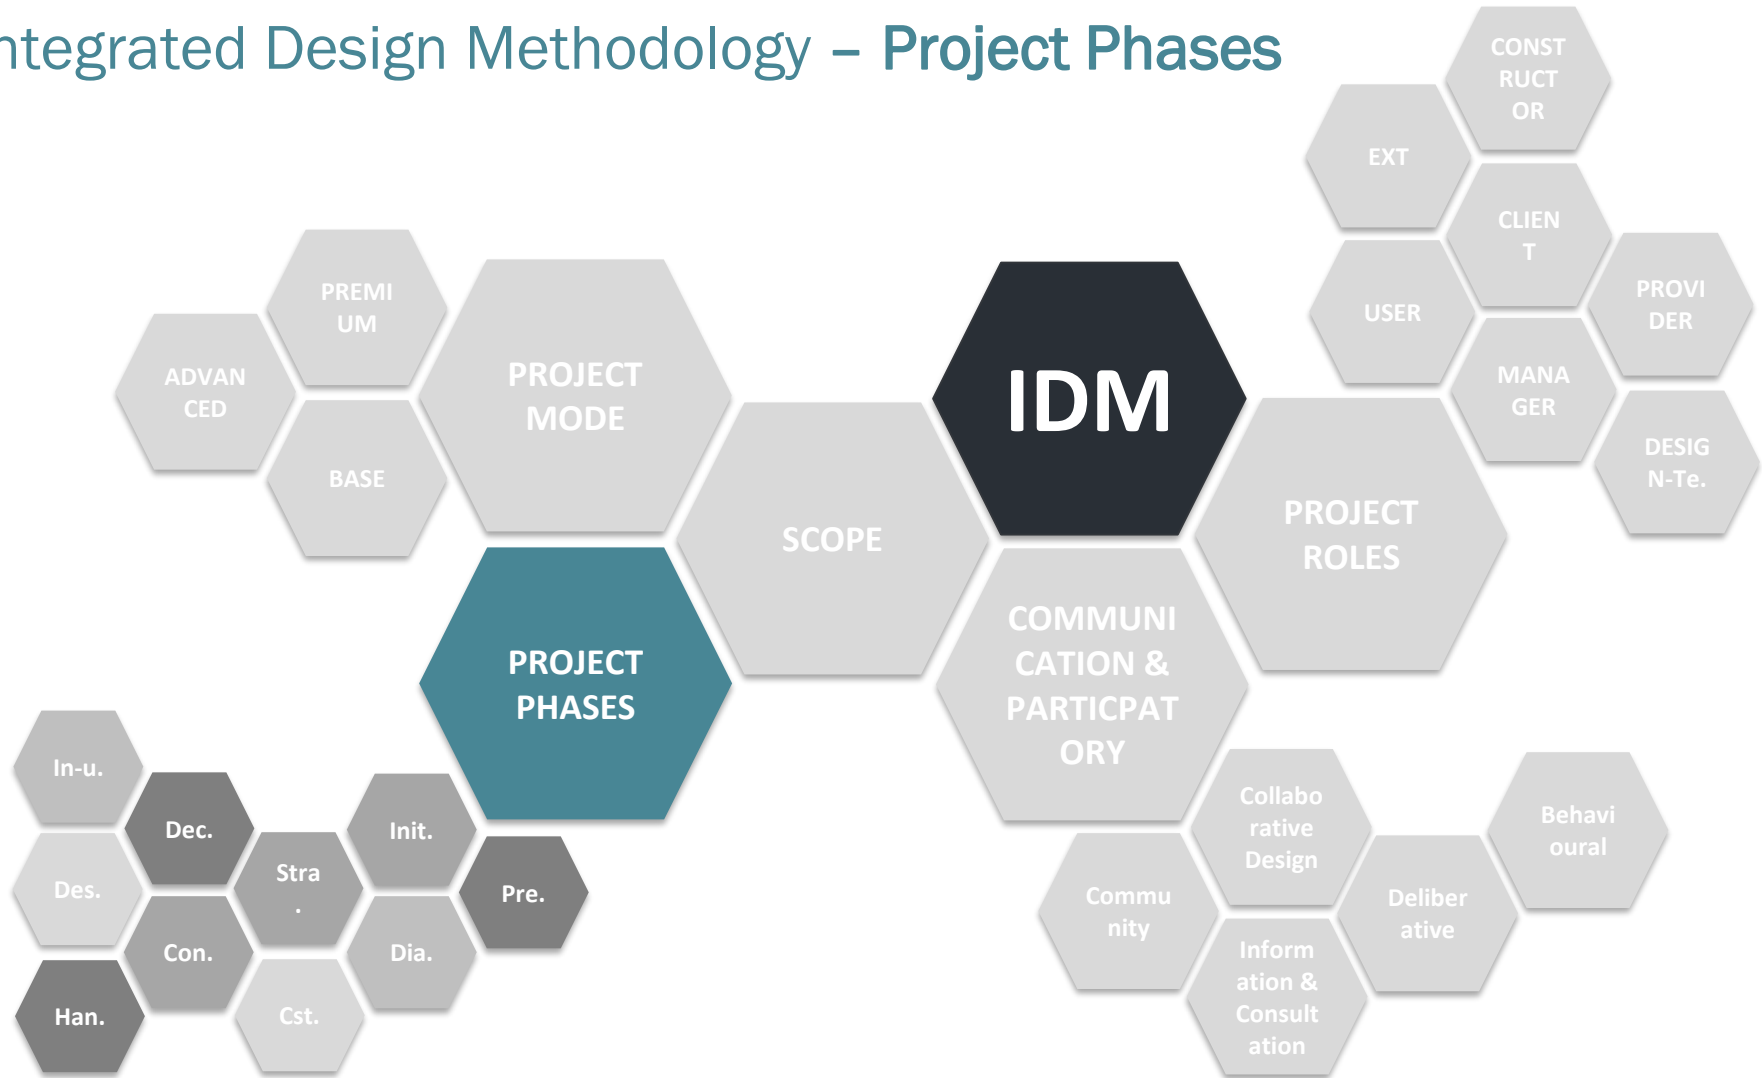 ntegrated Design Methodology – Project Phases
CONST
RUCT
OR
EXT
CLIEN
T
PROVI
DER
USER
MANA
GER
DESIG
N-Te.
PREMI
UM
ADVAN
CED
BASE
PROJECT
MODE
IDM
SCOPE
PROJECT
ROLES
PROJECT
PHASES
COMMUNI
CATION &
PARTICPAT
ORY
In-u.
Dec.
Init.
Stra
.
Pre.
Des.
Con.
Dia.
Han.
Cst.
Collabo
rative
Design
Behavi
oural
Commu
nity
Deliber
ative
Inform
ation &
Consult
ation